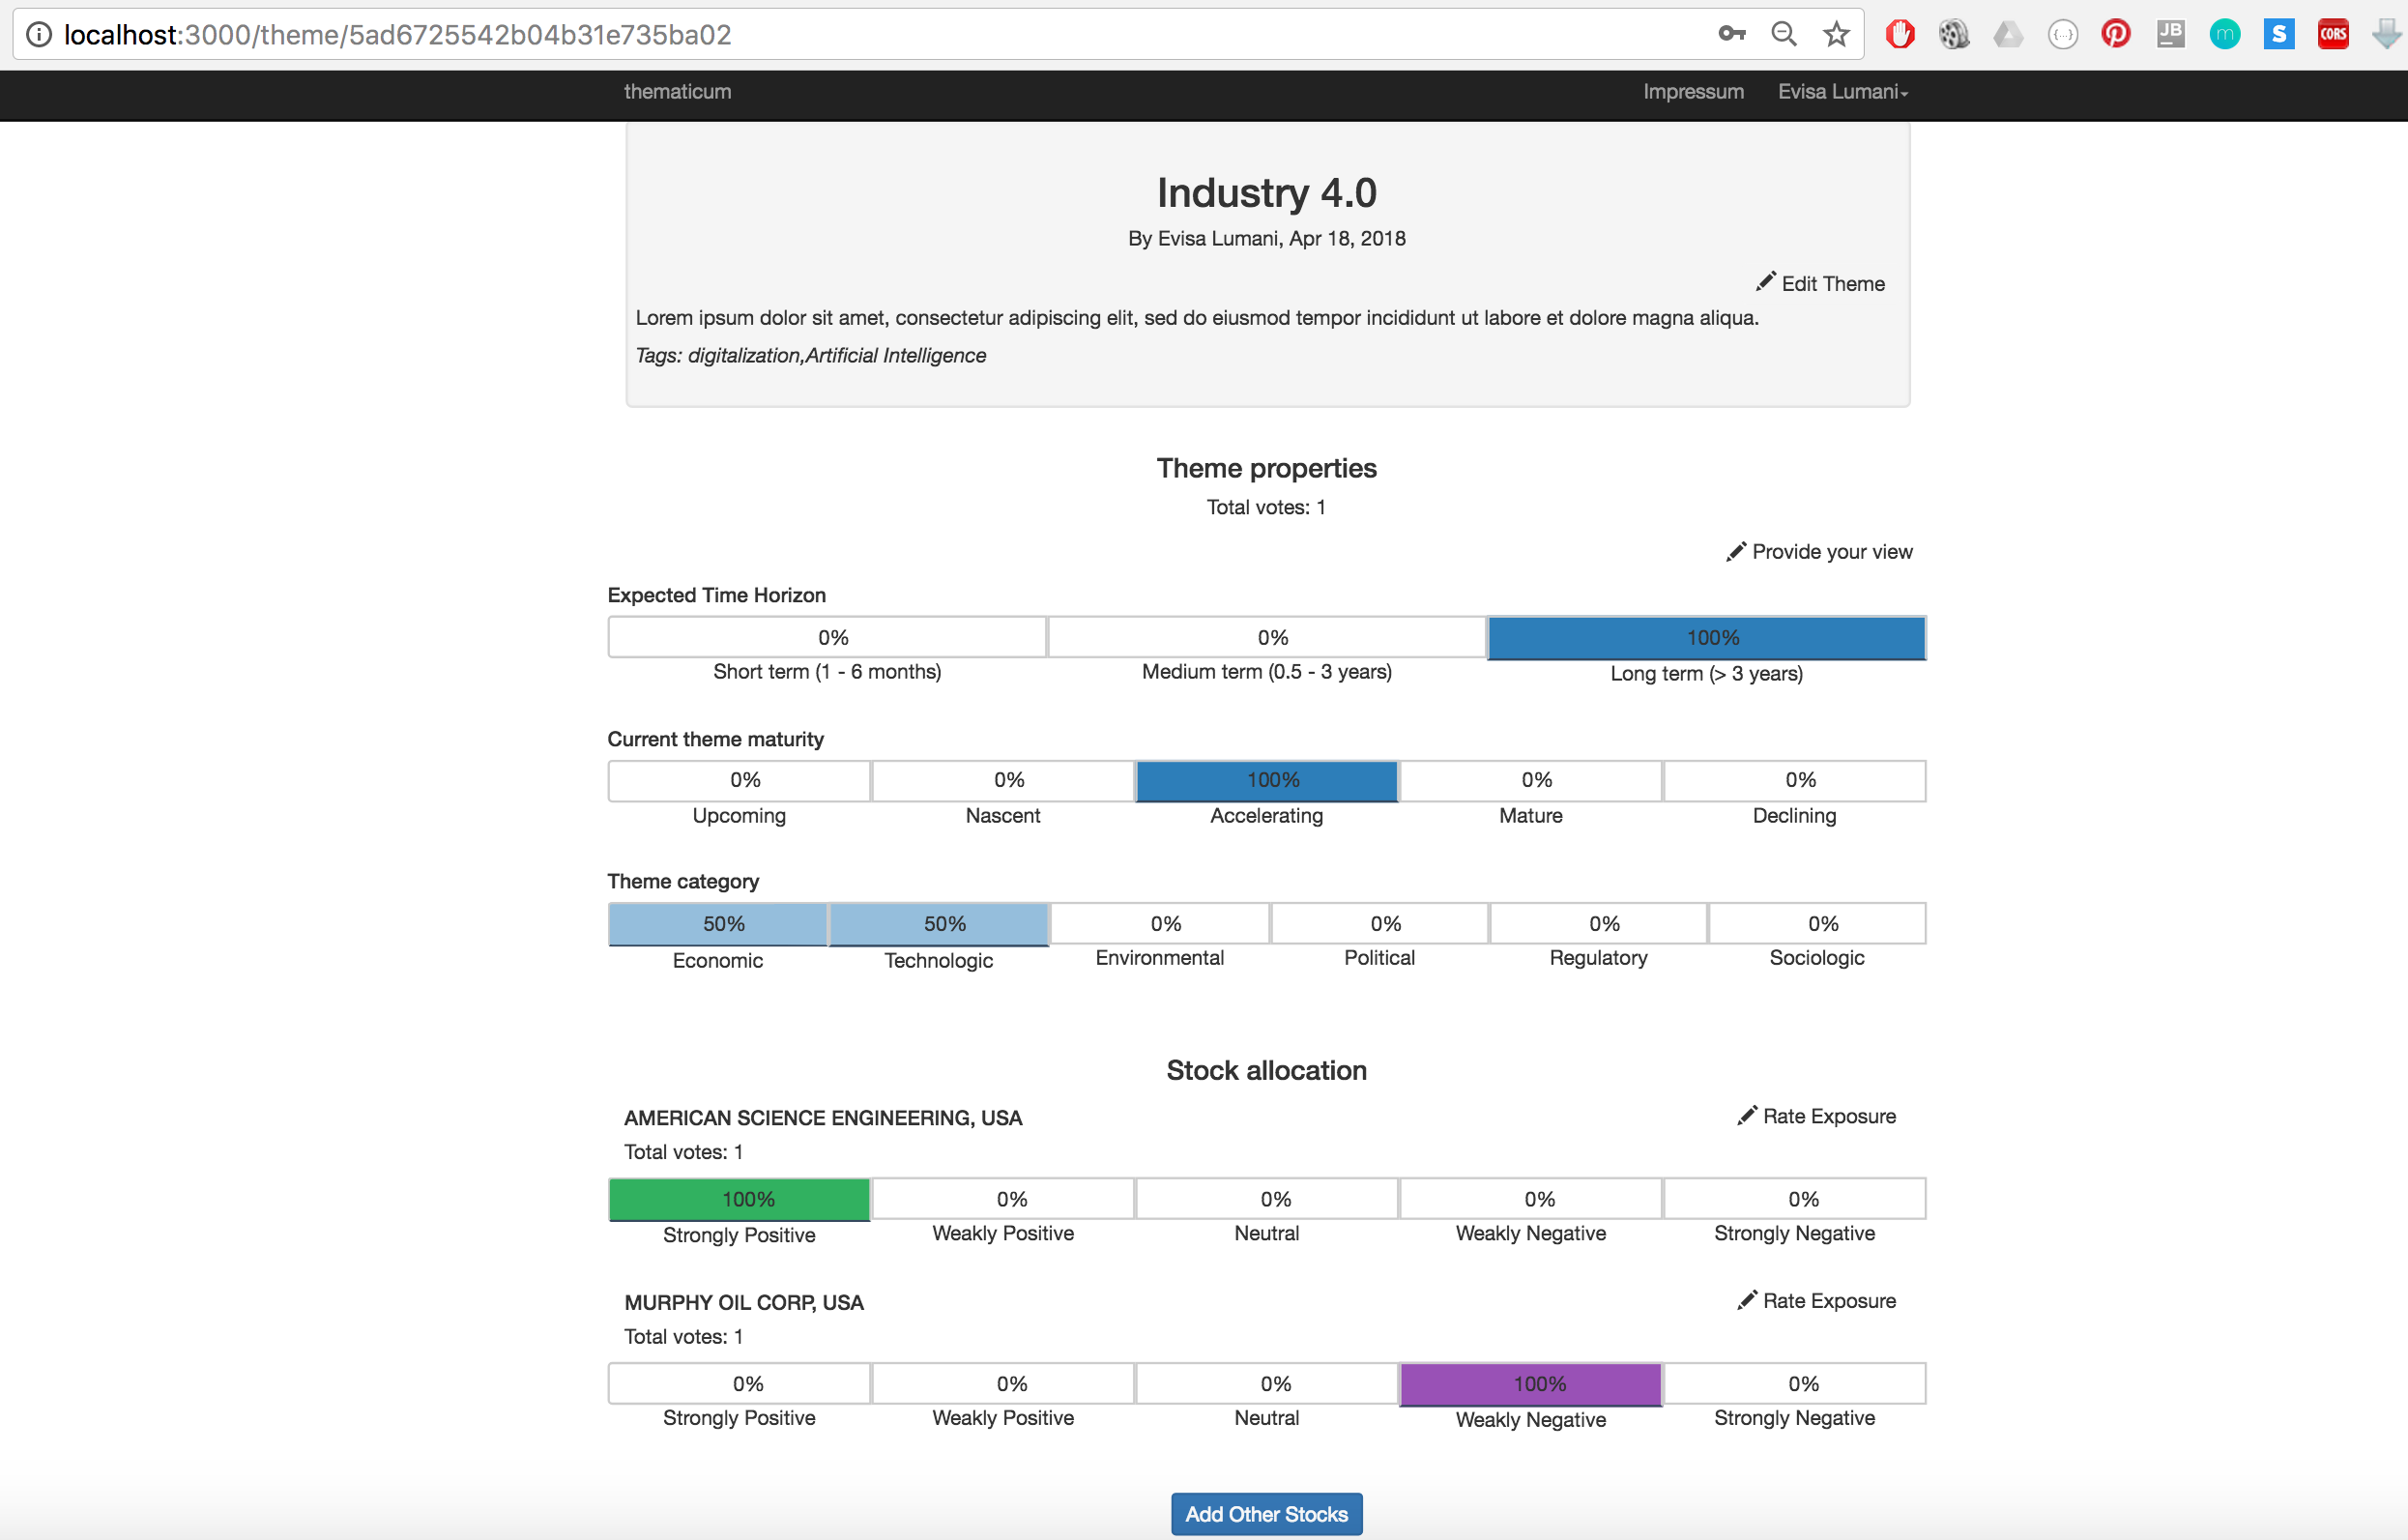 localhost:3000/theme/5ad6725542b04b31e735ba02
JB
m
S
CORS
thematicum Impressum Evisa Lumani
Industry 4.0
By Evisa Lumani, Apr 18, 2018
Edit Theme
Lorem ipsum dolor sit amet, consectetur adipiscing elit, sed do eiusmod tempor incididunt ut labore et dolore magna aliqua.
Tags: digitalization,Artificial Intelligence
Theme properties
Total votes: 1
Provide your view
Expected Time Horizon
0% 0% 100%
Short term (1 - 6 months) Medium term (0.5 - 3 years) Long term (> 3 years)
Current theme maturity
0% 0% 100% 0% 0%
Upcoming Nascent Accelerating Mature Declining
Theme category
50% 50% 0% 0% 0% 0%
Economic Technologic Environmental Political Regulatory Sociologic
Stock allocation
AMERICAN SCIENCE ENGINEERING, USA Rate Exposure
Total votes: 1
100% 0% 0% 0% 0%
Strongly Positive Weakly Positive Neutral Weakly Negative Strongly Negative
MURPHY OIL CORP, USA Rate Exposure
Total votes: 1
0% 0% 0% 100% 0%
Strongly Positive Weakly Positive Neutral Weakly Negative Strongly Negative
Add Other Stocks